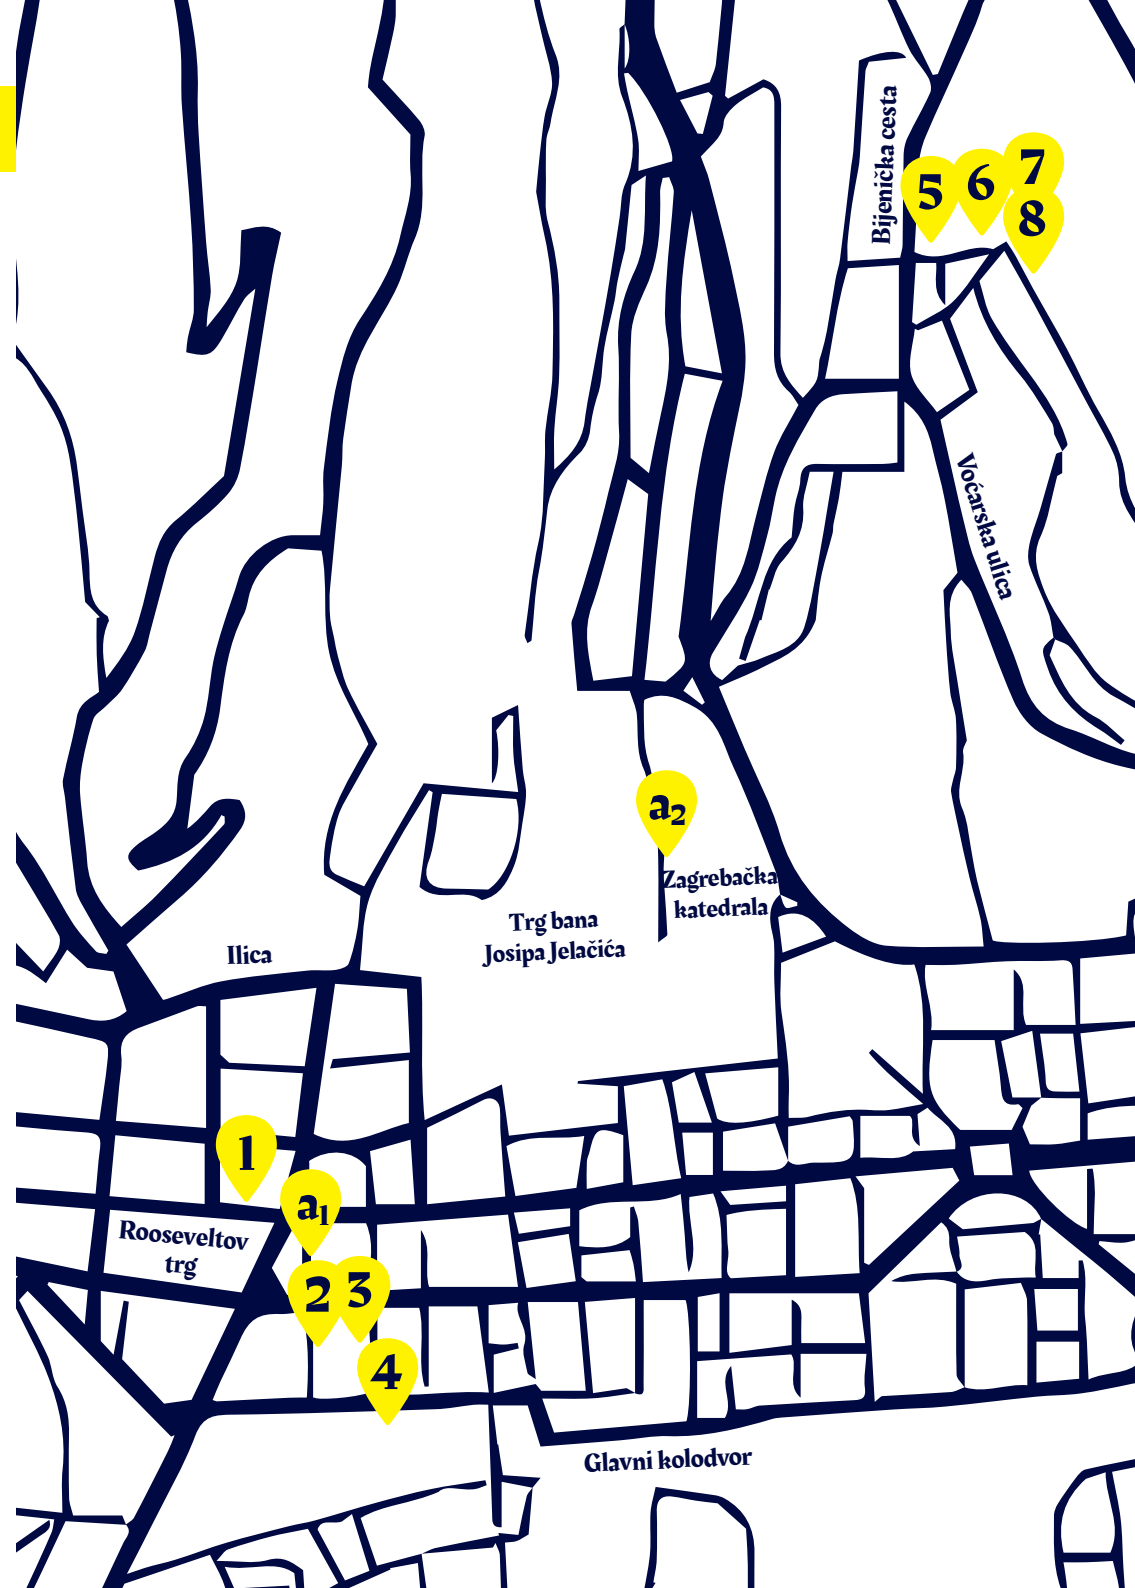 Bijenička cesta
5
6
7
8
Voćarska ulica
a2
Zagrebačka
katedrala
Trg bana
Josipa Jelačića
Ilica
1
a1
Rooseveltov
trg
2
3
4
Glavni kolodvor